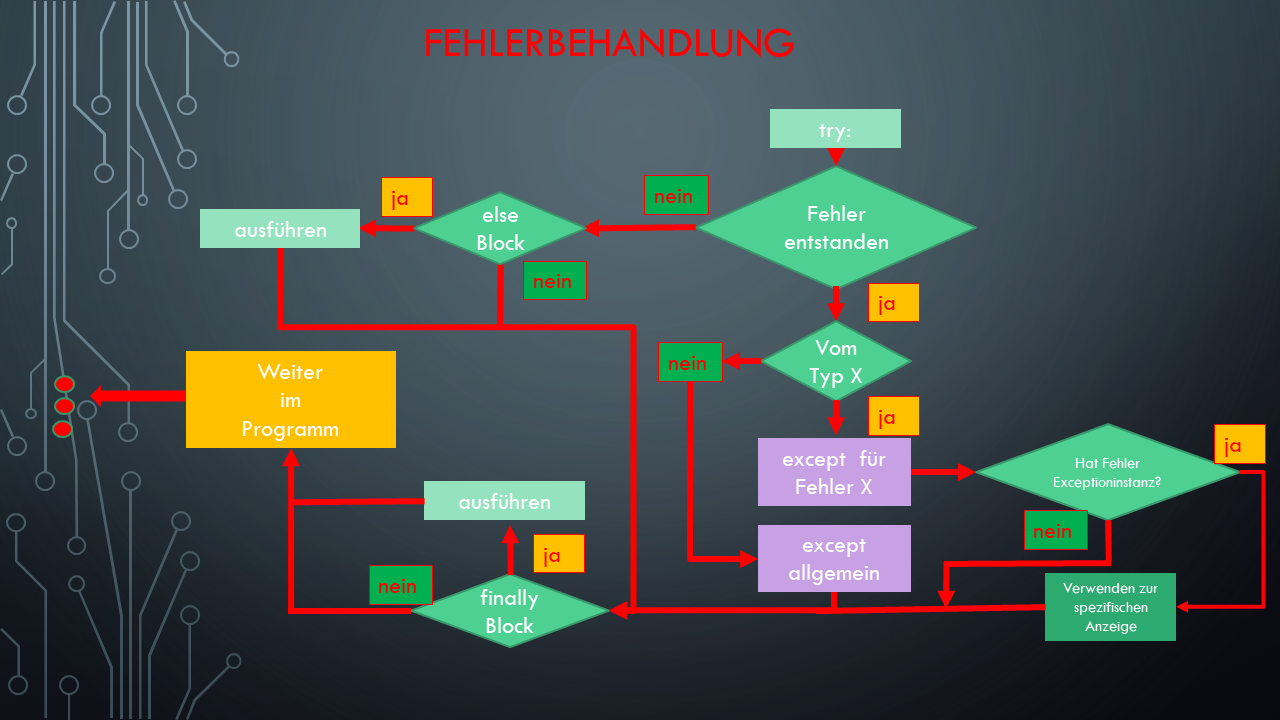 FEHLERBEHANDLUNG
try:
Fehler
entstanden
nein
else
Block
ja
ausführen
nein
ja
Vom
Typ X
nein
ja
except für
Fehler X
Hat Fehler
Exceptioninstanz?
ja
nein
Verwenden zur
spezifischen
Anzeige
except
allgemein
finally
Block
ja
ausführen
nein
Weiter
im
Programm